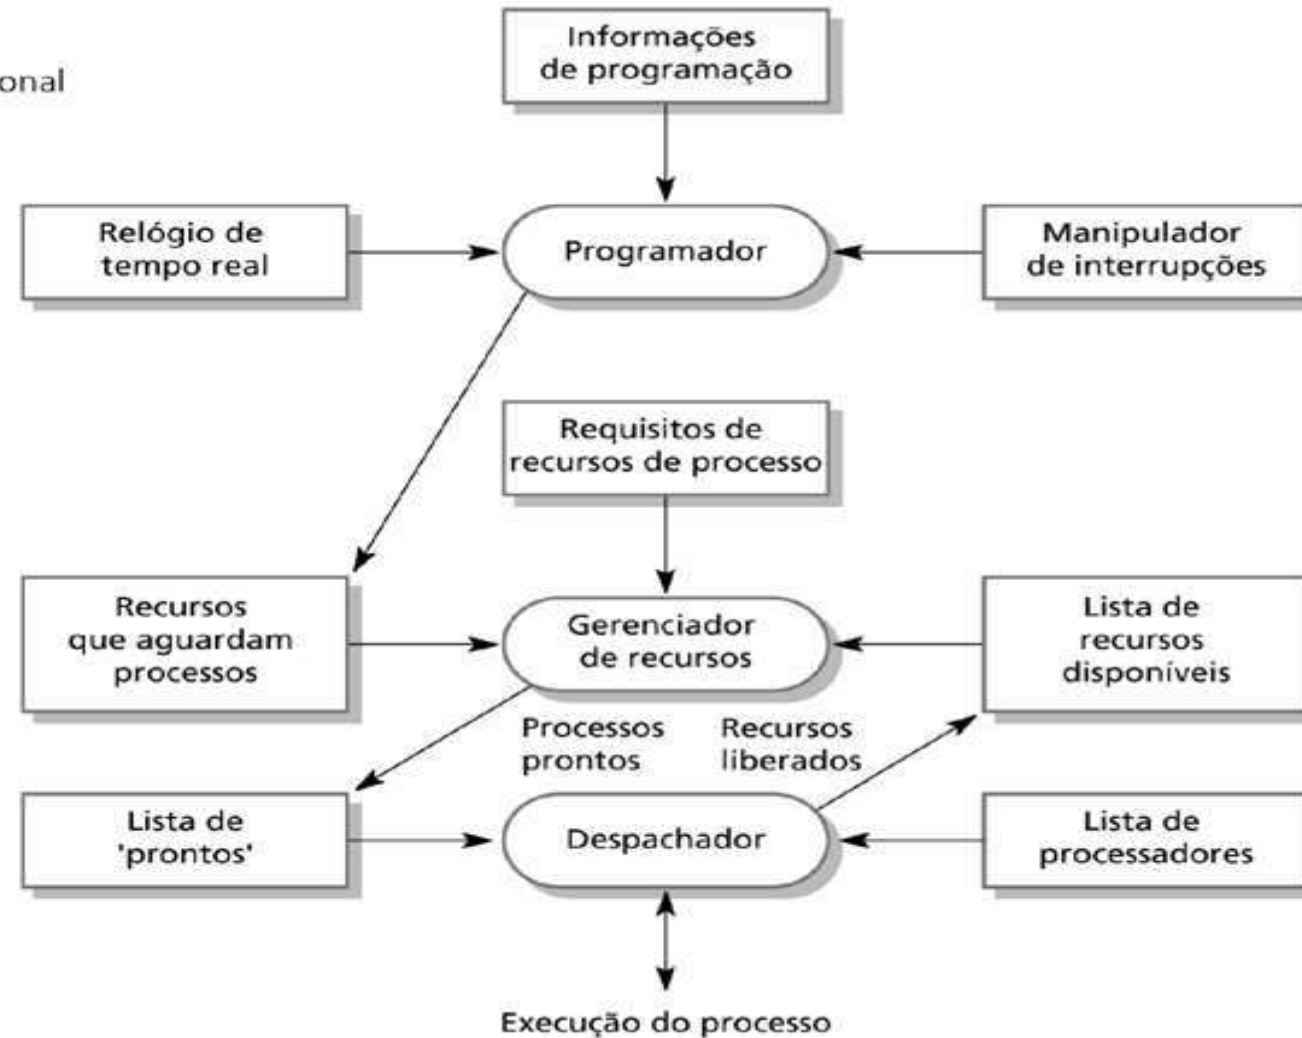 Informações
de programação
onal
Relógio de
tempo real
Programador
Manipulador
de interrupções
Requisitos de
recursos de processo
Recursos
que aguardam
processos
Gerenciador
de recursos
Lista de
recursos
disponíveis
Processos
prontos
Recursos
liberados
Lista de
'prontos'
Despachador
Lista de
processadores
Execução do processo